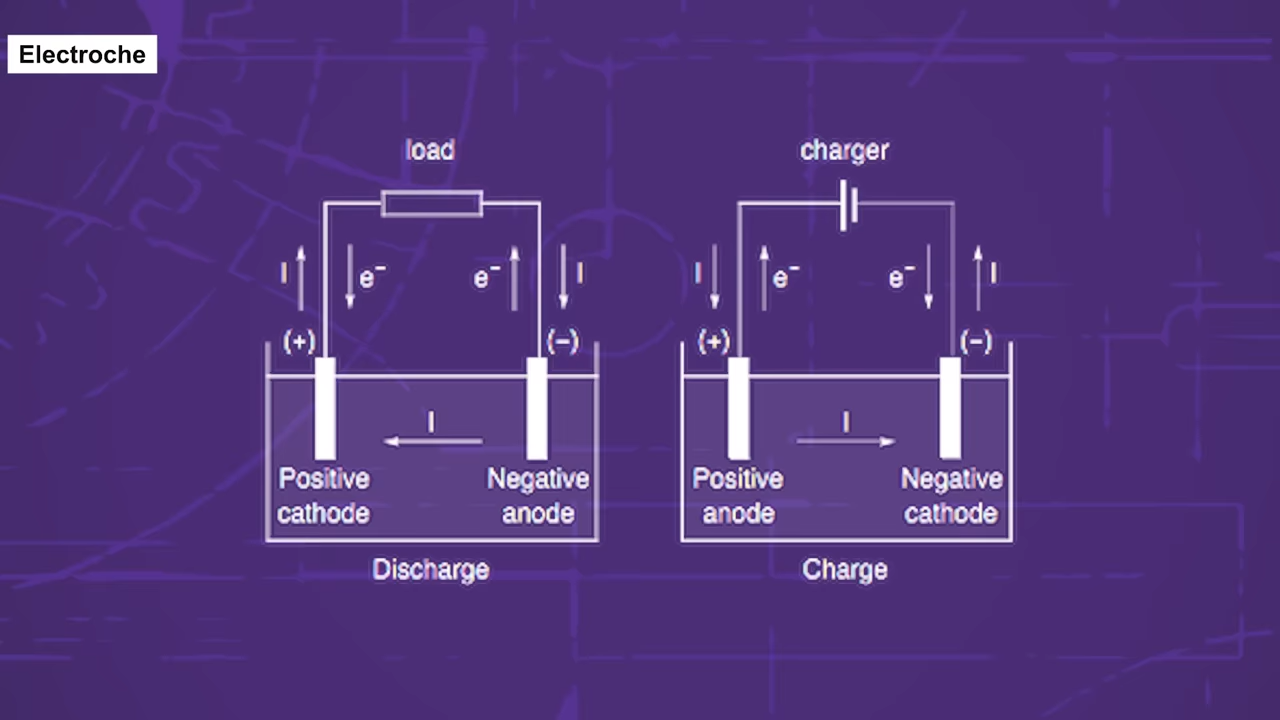 Electroche
load
charger
I e⁻ e⁻ I
I e⁻ e⁻ I
(+) (−)
(+) (−)
I
I
Positive cathode
Negative anode
Positive anode
Negative cathode
Discharge
Charge